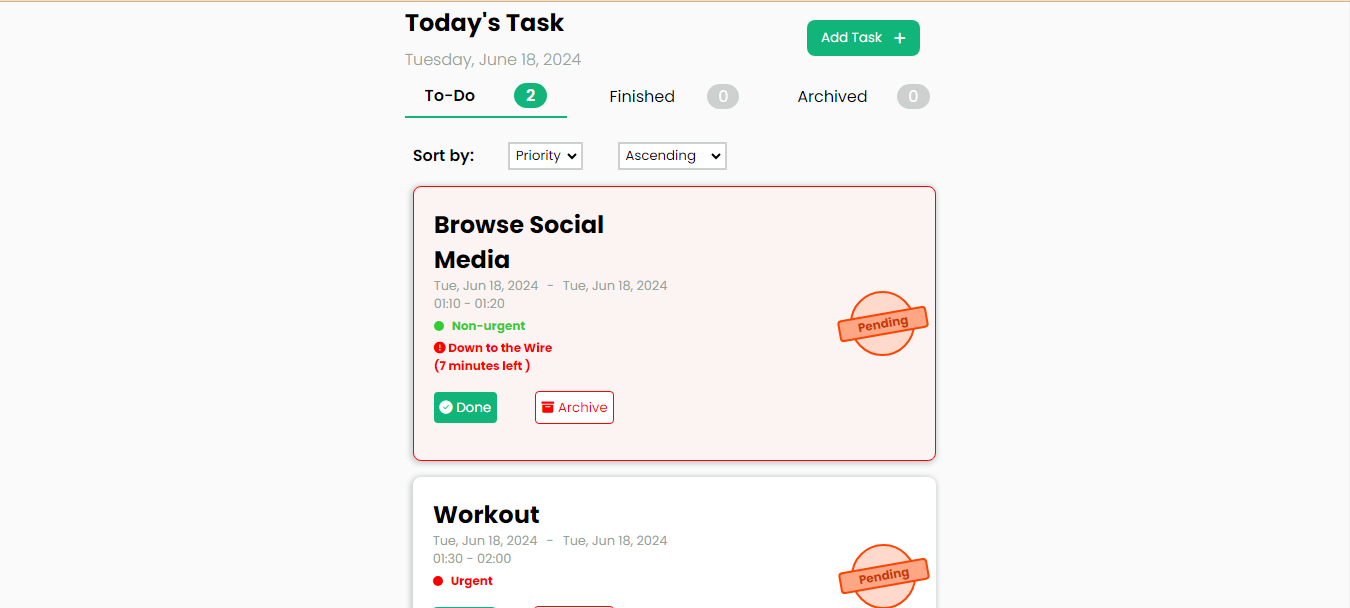 Today's Task
Add Task +
Tuesday, June 18, 2024
To-Do 2 Finished 0 Archived 0
Sort by: Priority Ascending
Browse Social
Media
Tue, Jun 18, 2024 - Tue, Jun 18, 2024
01:10 - 01:20
Pending
Non-urgent
Down to the Wire
(7 minutes left )
Done Archive
Workout
Tue, Jun 18, 2024 - Tue, Jun 18, 2024
01:30 - 02:00
Pending
Urgent